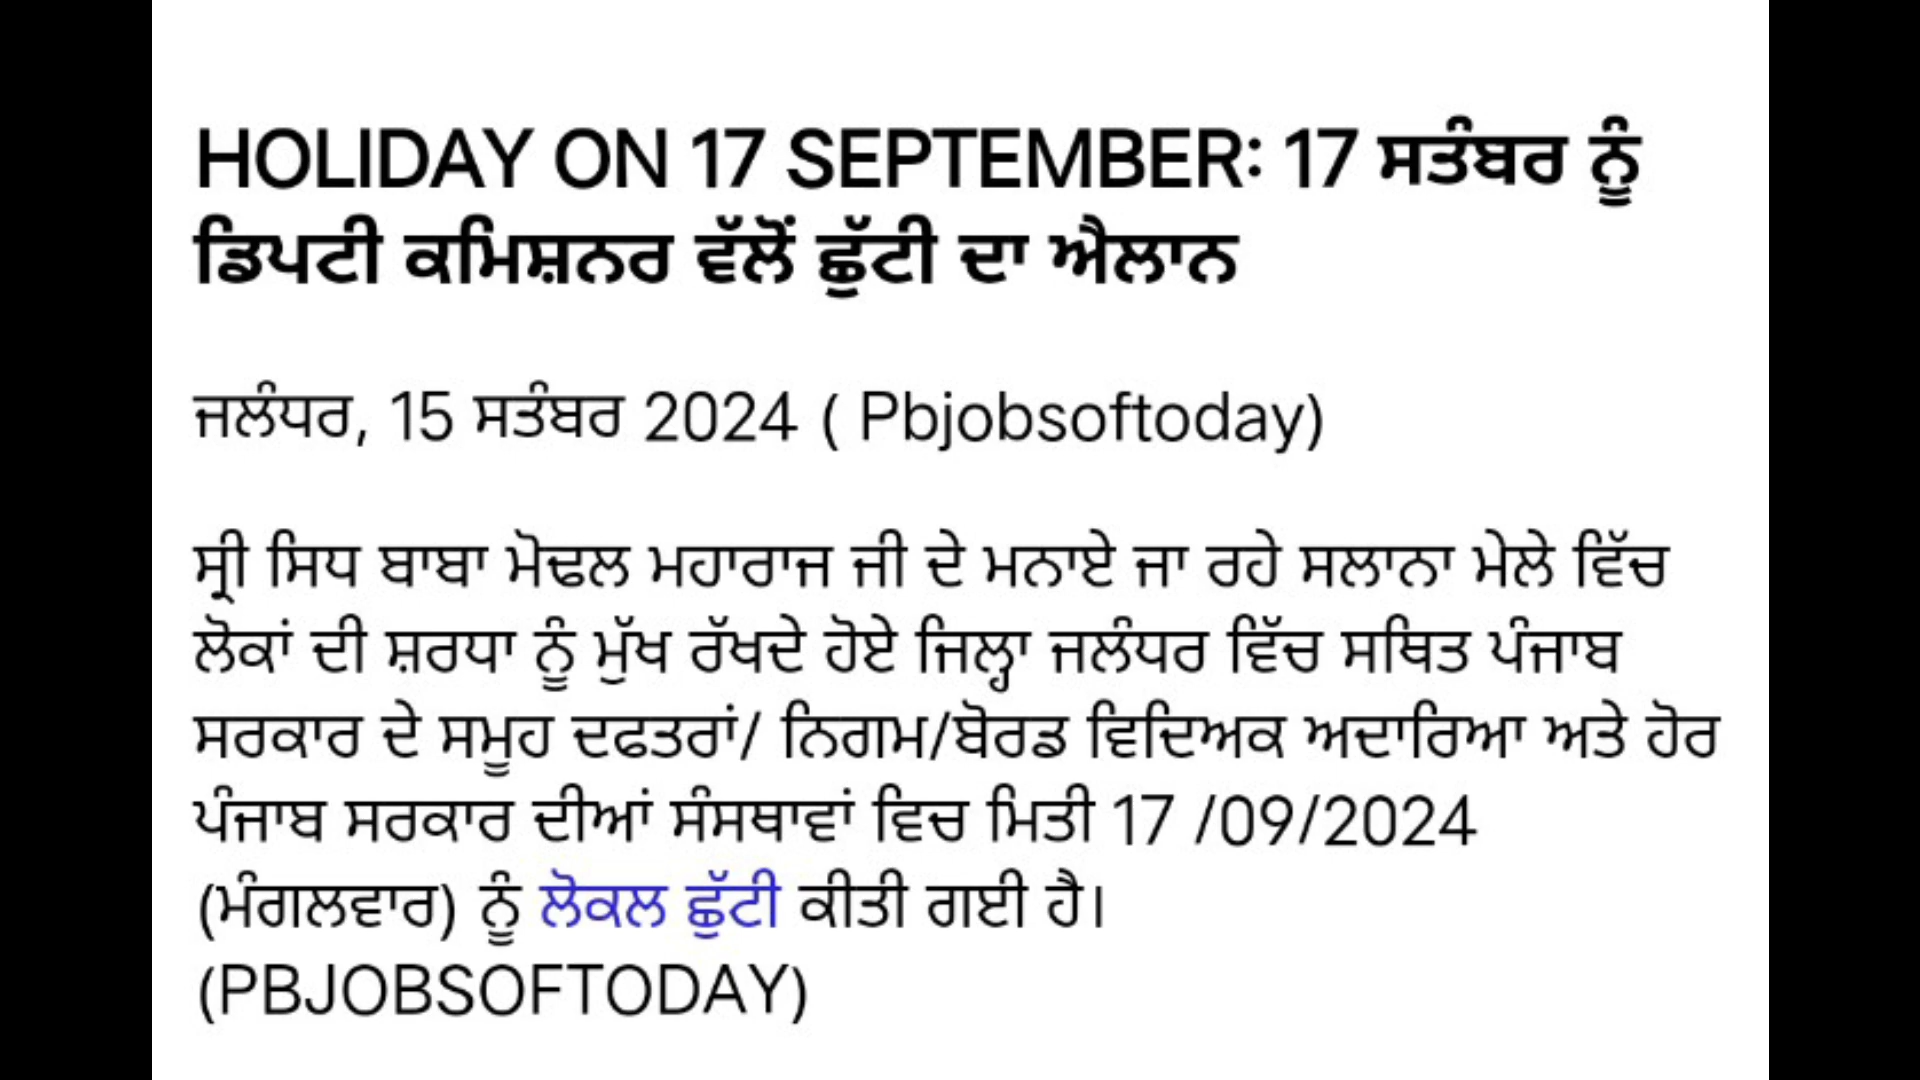 HOLIDAY ON 17 SEPTEMBER: 17 ਸਤੰਬਰ ਨੂੰ
ਡਿਪਟੀ ਕਮਿਸ਼ਨਰ ਵੱਲੋਂ ਛੁੱਟੀ ਦਾ ਐਲਾਨ
ਜਲੰਧਰ, 15 ਸਤੰਬਰ 2024 ( Pbjobsoftoday)
ਸ੍ਰੀ ਸਿਧ ਬਾਬਾ ਮੋਢਲ ਮਹਾਰਾਜ ਜੀ ਦੇ ਮਨਾਏ ਜਾ ਰਹੇ ਸਲਾਨਾ ਮੇਲੇ ਵਿੱਚ
ਲੋਕਾਂ ਦੀ ਸ਼ਰਧਾ ਨੂੰ ਮੁੱਖ ਰੱਖਦੇ ਹੋਏ ਜਿਲ੍ਹਾ ਜਲੰਧਰ ਵਿੱਚ ਸਥਿਤ ਪੰਜਾਬ
ਸਰਕਾਰ ਦੇ ਸਮੂਹ ਦਫਤਰਾਂ/ ਨਿਗਮ/ਬੋਰਡ ਵਿਦਿਅਕ ਅਦਾਰਿਆ ਅਤੇ ਹੋਰ
ਪੰਜਾਬ ਸਰਕਾਰ ਦੀਆਂ ਸੰਸਥਾਵਾਂ ਵਿਚ ਮਿਤੀ 17 /09/2024
(ਮੰਗਲਵਾਰ) ਨੂੰ ਲੋਕਲ ਛੁੱਟੀ ਕੀਤੀ ਗਈ ਹੈ।
(PBJOBSOFTODAY)